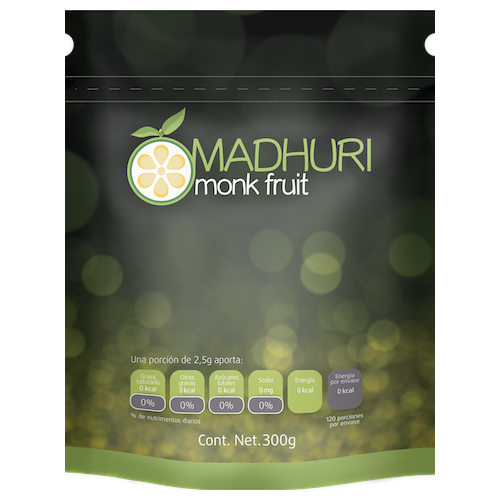 MADHURI
monk fruit
Una porción de 2,5g aporta:
Grasa saturada 0 kcal 0%
Otras grasas 0 kcal 0%
Azúcares totales 0 kcal 0%
Sodio 0 mg 0%
Energía 0 kcal
Energía por envase 0 kcal
% de nutrimentos diarios
120 porciones por envase
Cont. Net. 300g